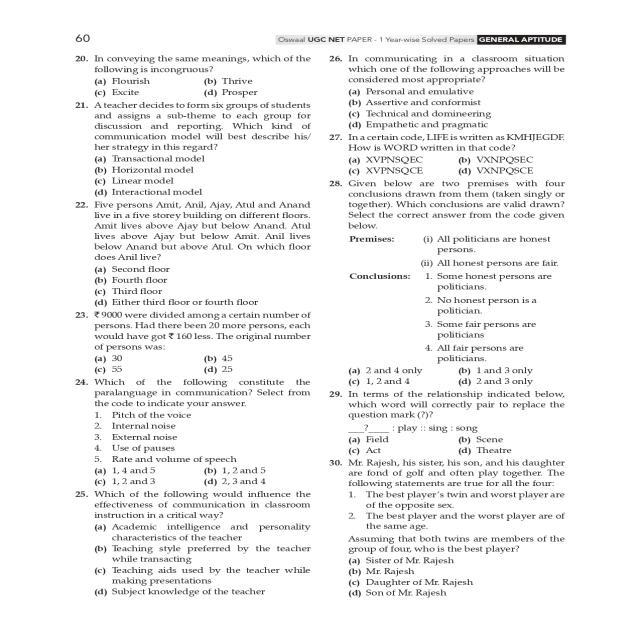 60
Oswaal UGC NET PAPER - 1 Year-wise Solved Papers GENERAL APTITUDE
20. In conveying the same meanings, which of the
following is incongruous?
(a) Flourish (b) Thrive
(c) Excite (d) Prosper
21. A teacher decides to form six groups of students
and assigns a sub-theme to each group for
discussion and reporting. Which kind of
communication model will best describe his/
her strategy in this regard?
(a) Transactional model
(b) Horizontal model
(c) Linear model
(d) Interactional model
22. Five persons Amit, Anil, Ajay, Atul and Anand
live in a five storey building on different floors.
Amit lives above Ajay but below Anand. Atul
lives above Ajay but below Amit. Anil lives
below Anand but above Atul. On which floor
does Anil live?
(a) Second floor
(b) Fourth floor
(c) Third floor
(d) Either third floor or fourth floor
23. ₹ 9000 were divided among a certain number of
persons. Had there been 20 more persons, each
would have got ₹ 160 less. The original number
of persons was:
(a) 30 (b) 45
(c) 55 (d) 25
24. Which of the following constitute the
paralanguage in communication? Select from
the code to indicate your answer.
1. Pitch of the voice
2. Internal noise
3. External noise
4. Use of pauses
5. Rate and volume of speech
(a) 1, 4 and 5 (b) 1, 2 and 5
(c) 1, 2 and 3 (d) 2, 3 and 4
25. Which of the following would influence the
effectiveness of communication in classroom
instruction in a critical way?
(a) Academic intelligence and personality
characteristics of the teacher
(b) Teaching style preferred by the teacher
while transacting
(c) Teaching aids used by the teacher while
making presentations
(d) Subject knowledge of the teacher
26. In communicating in a classroom situation
which one of the following approaches will be
considered most appropriate?
(a) Personal and emulative
(b) Assertive and conformist
(c) Technical and domineering
(d) Empathetic and pragmatic
27. In a certain code, LIFE is written as KMHJEGDF.
How is WORD written in that code?
(a) XVPNSQEC (b) VXNPQSEC
(c) XVPNSQCE (d) VXNPQSCE
28. Given below are two premises with four
conclusions drawn from them (taken singly or
together). Which conclusions are valid drawn?
Select the correct answer from the code given
below.
Premises: (i) All politicians are honest
persons.
(ii) All honest persons are fair.
Conclusions: 1. Some honest persons are
politicians.
2. No honest person is a
politician.
3. Some fair persons are
politicians
4. All fair persons are
politicians.
(a) 2 and 4 only (b) 1 and 3 only
(c) 1, 2 and 4 (d) 2 and 3 only
29. In terms of the relationship indicated below,
which word will correctly pair to replace the
question mark (?)?
___?____ : play :: sing : song
(a) Field (b) Scene
(c) Act (d) Theatre
30. Mr. Rajesh, his sister, his son, and his daughter
are fond of golf and often play together. The
following statements are true for all the four:
1. The best player's twin and worst player are
of the opposite sex.
2. The best player and the worst player are of
the same age.
Assuming that both twins are members of the
group of four, who is the best player?
(a) Sister of Mr. Rajesh
(b) Mr. Rajesh
(c) Daughter of Mr. Rajesh
(d) Son of Mr. Rajesh